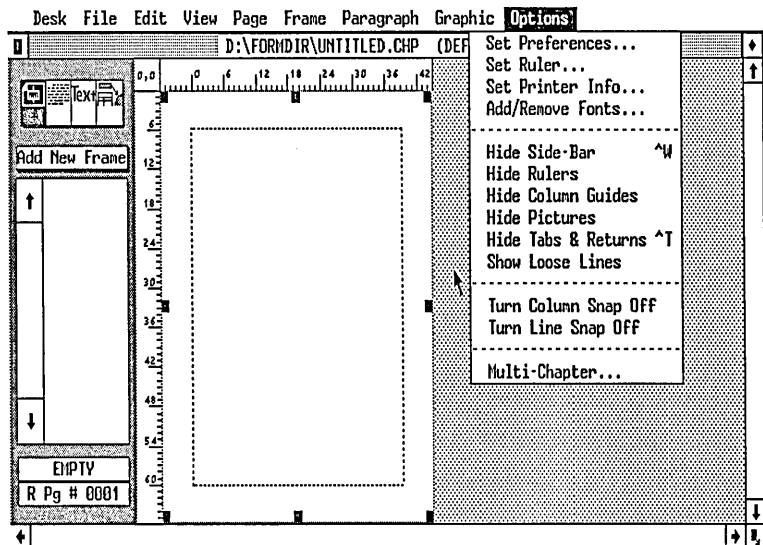 Desk File Edit View Page Frame Paragraph Graphic Options
D:\FORMDIR\UNTITLED.CHP (DEF
Set Preferences...
Set Ruler...
Set Printer Info...
Add/Remove Fonts...
Hide Side-Bar ^W
Hide Rulers
Hide Column Guides
Hide Pictures
Hide Tabs & Returns ^T
Show Loose Lines
Turn Column Snap Off
Turn Line Snap Off
Multi-Chapter...
Text
Add New Frame
EMPTY
R Pg # 0001
0,0
0 6 12 18 24 30 36 42
6
12
18
24
30
36
42
48
54
60